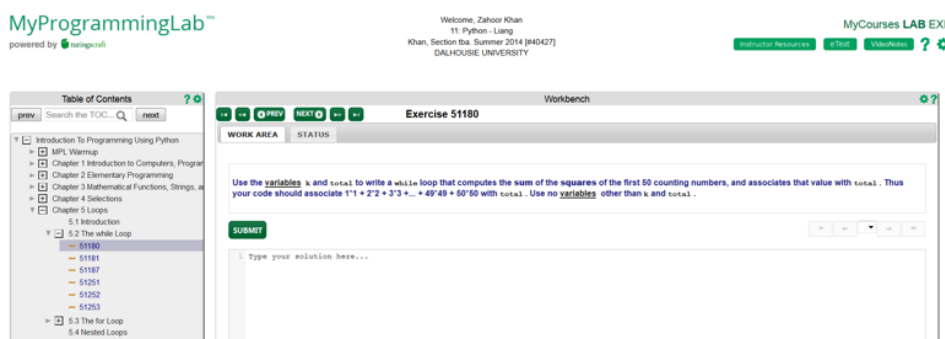 MyProgrammingLab™
powered by turingscraft
Welcome, Zahoor Khan
11: Python - Liang
Khan, Section tba. Summer 2014 [#40427]
DALHOUSIE UNIVERSITY
MyCourses LAB EXI
Instructor Resources eText VideoNotes ?
Table of Contents ?
prev Search the TOC... next
Introduction To Programming Using Python
MPL Warmup
Chapter 1 Introduction to Computers, Program
Chapter 2 Elementary Programming
Chapter 3 Mathematical Functions, Strings, a
Chapter 4 Selections
Chapter 5 Loops
5.1 Introduction
5.2 The while Loop
51180
51181
51187
51251
51252
51253
5.3 The for Loop
5.4 Nested Loops
Workbench ?
PREV NEXT Exercise 51180
WORK AREA STATUS
Use the variables k and total to write a while loop that computes the sum of the squares of the first 50 counting numbers, and associates that value with total. Thus
your code should associate 1*1 + 2*2 + 3*3 +... + 49*49 + 50*50 with total. Use no variables other than k and total.
SUBMIT
1 Type your solution here...